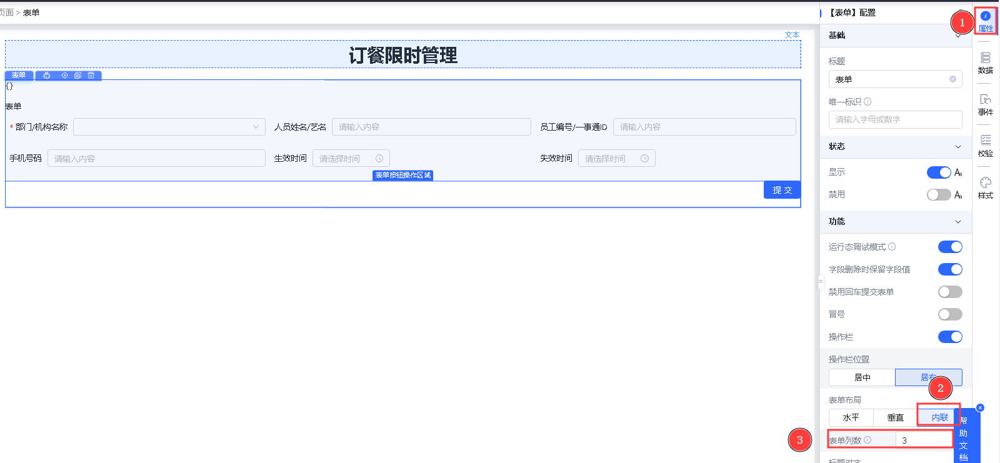 页面 > 表单
文本
订餐限时管理
表单
{}
表单
* 部门/机构名称
人员姓名/艺名 请输入内容
员工编号/一事通ID 请输入内容
手机号码 请输入内容
生效时间 请选择时间
失效时间 请选择时间
表单按钮操作区域
提 交
【表单】配置
基础
标题
表单
唯一标识
请输入字母或数字
状态
显示
禁用
功能
运行态调试模式
字段删除时保留字段值
禁用回车提交表单
冒号
操作栏
操作栏位置
居中 居右
表单布局
水平 垂直 内联
表单列数 3
标题对齐
1
2
3
属性
数据
事件
校验
样式
帮
助
文
档